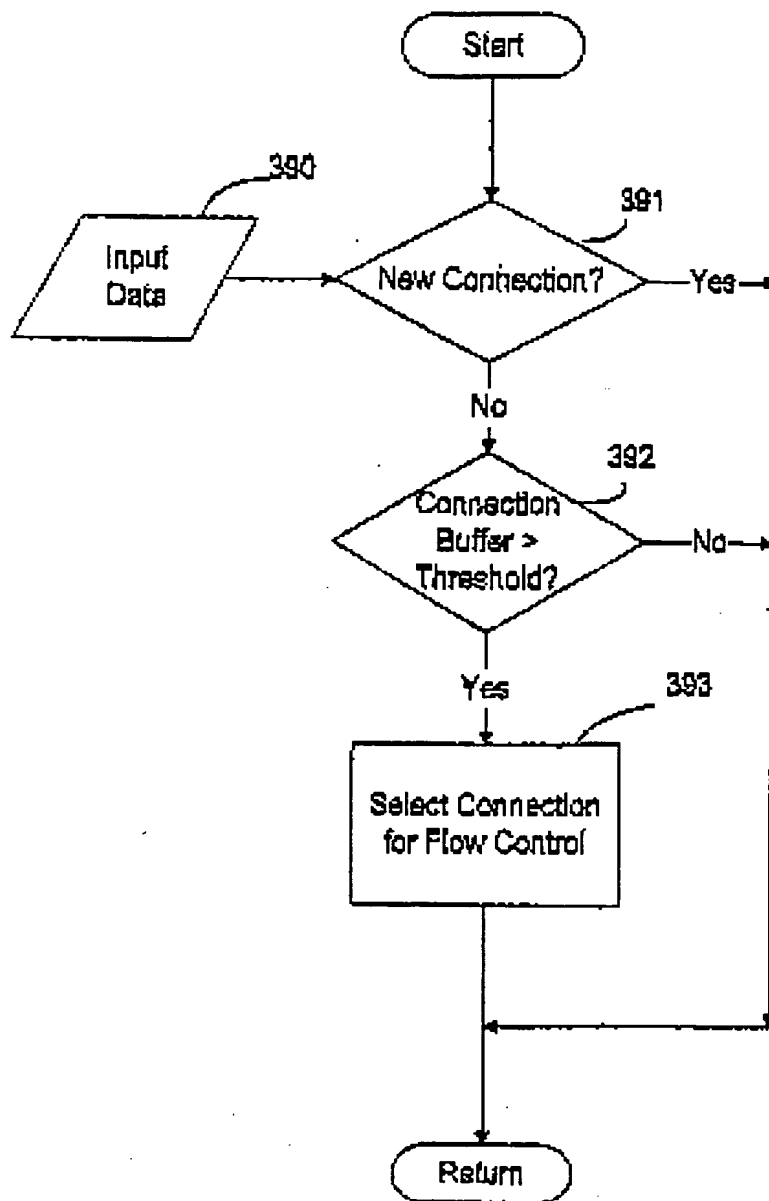 Start
390
Input
Data
391
New Connection?
Yes
No
392
Connection
Buffer >
Threshold?
No
Yes
393
Select Connection
for Flow Control
Return